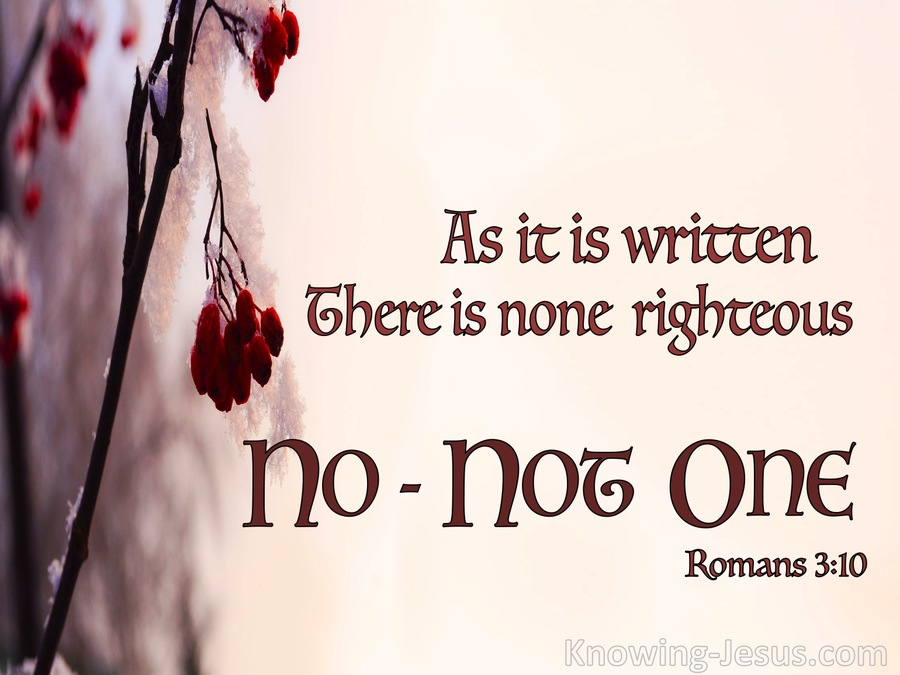 As it is written
There is none righteous
No - Not One
Romans 3:10
Knowing-Jesus.com